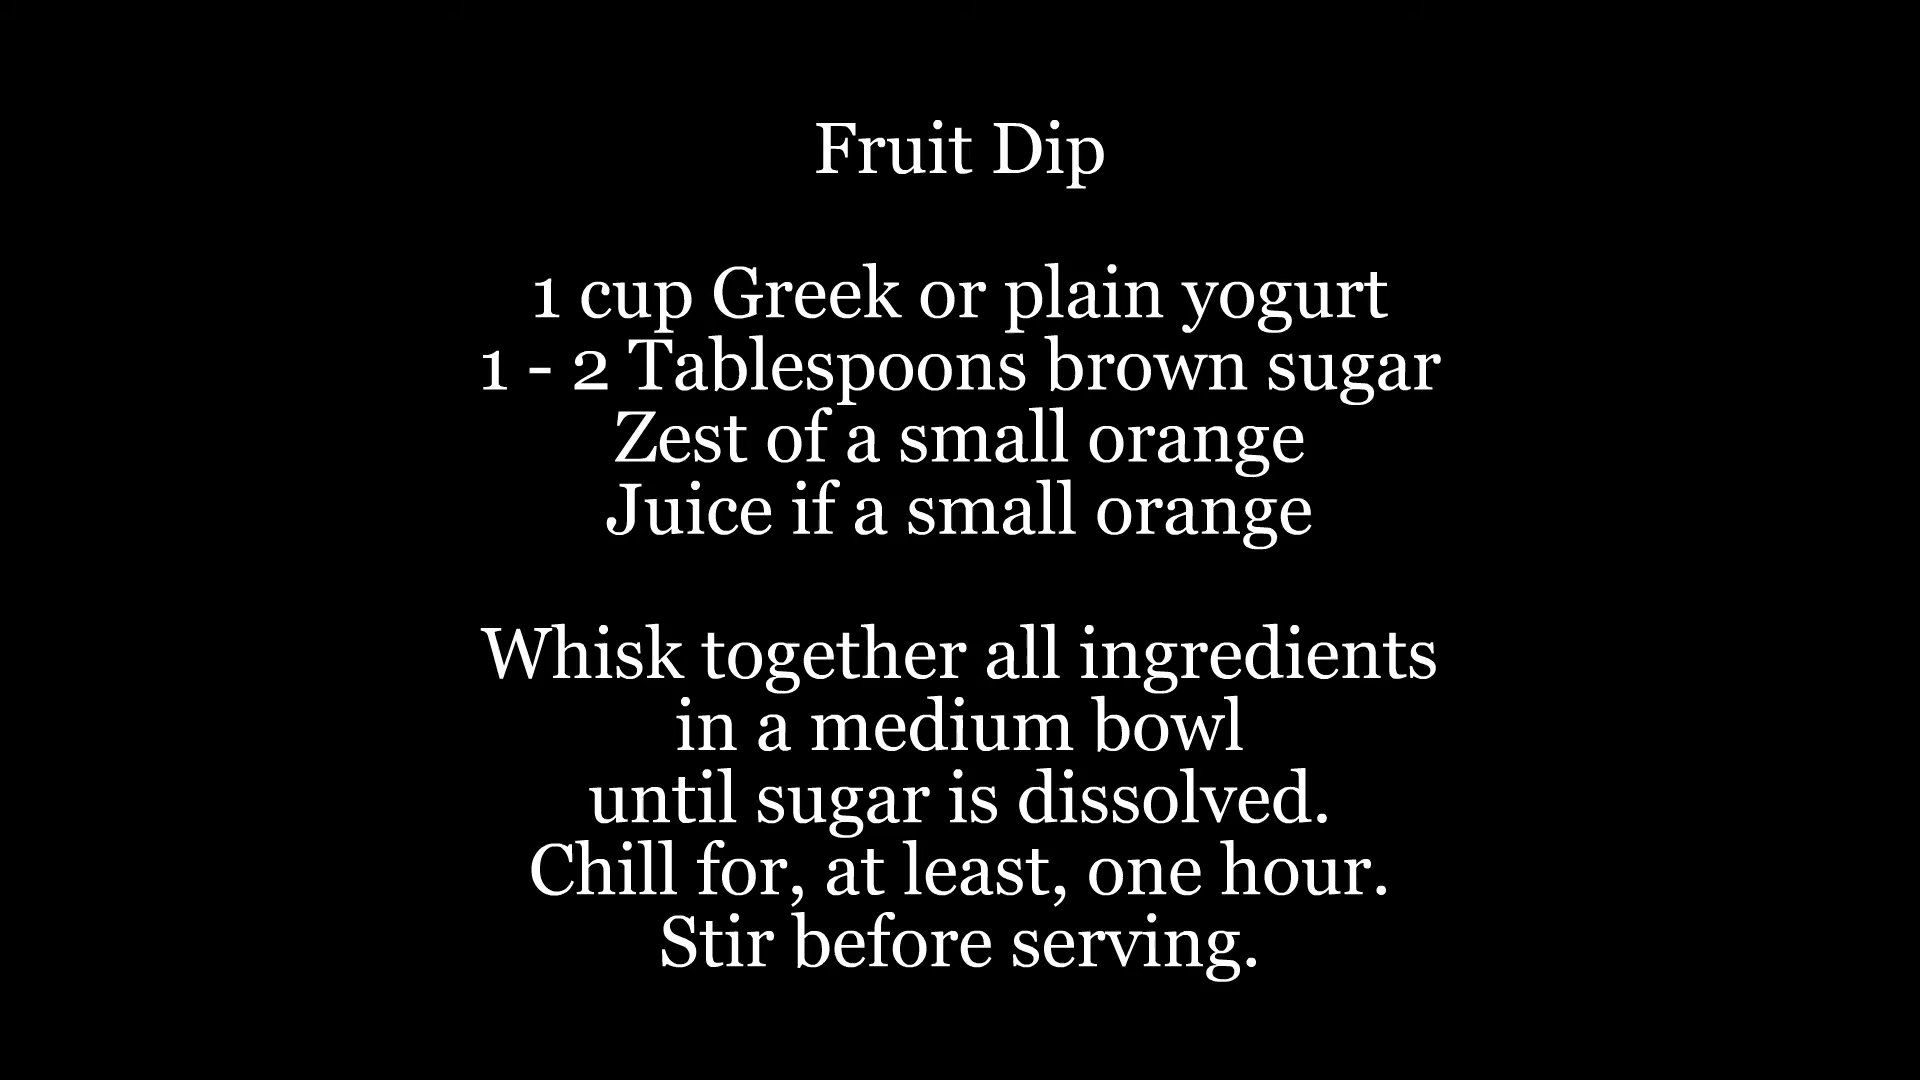 Fruit Dip
1 cup Greek or plain yogurt
1 - 2 Tablespoons brown sugar
Zest of a small orange
Juice if a small orange
Whisk together all ingredients
in a medium bowl
until sugar is dissolved.
Chill for, at least, one hour.
Stir before serving.